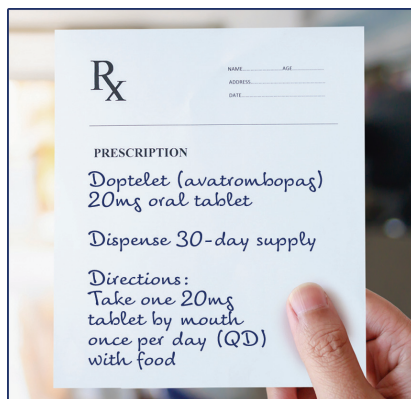 Rx
NAME AGE
ADDRESS
DATE
PRESCRIPTION
Doptelet (avatrombopag)
20mg oral tablet
Dispense 30-day supply
Directions:
Take one 20mg
tablet by mouth
once per day (QD)
with food